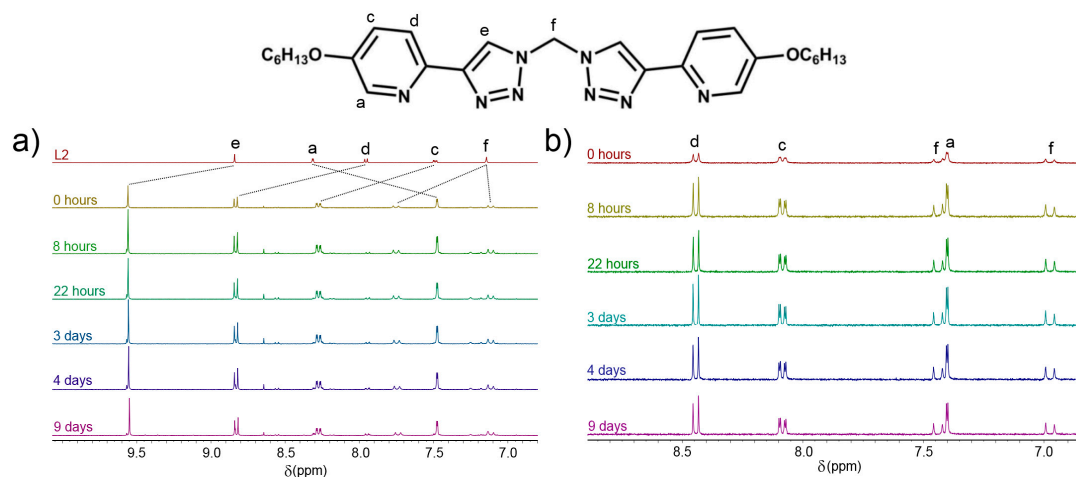 c d e f
C₆H₁₃O N N N N N N N N OC₆H₁₃
a
a)
L2 e a d c f
0 hours
8 hours
22 hours
3 days
4 days
9 days
9.5 9.0 8.5 8.0 7.5 7.0
δ(ppm)
b)
0 hours d c f a f
8 hours
22 hours
3 days
4 days
9 days
8.5 8.0 7.5 7.0
δ(ppm)